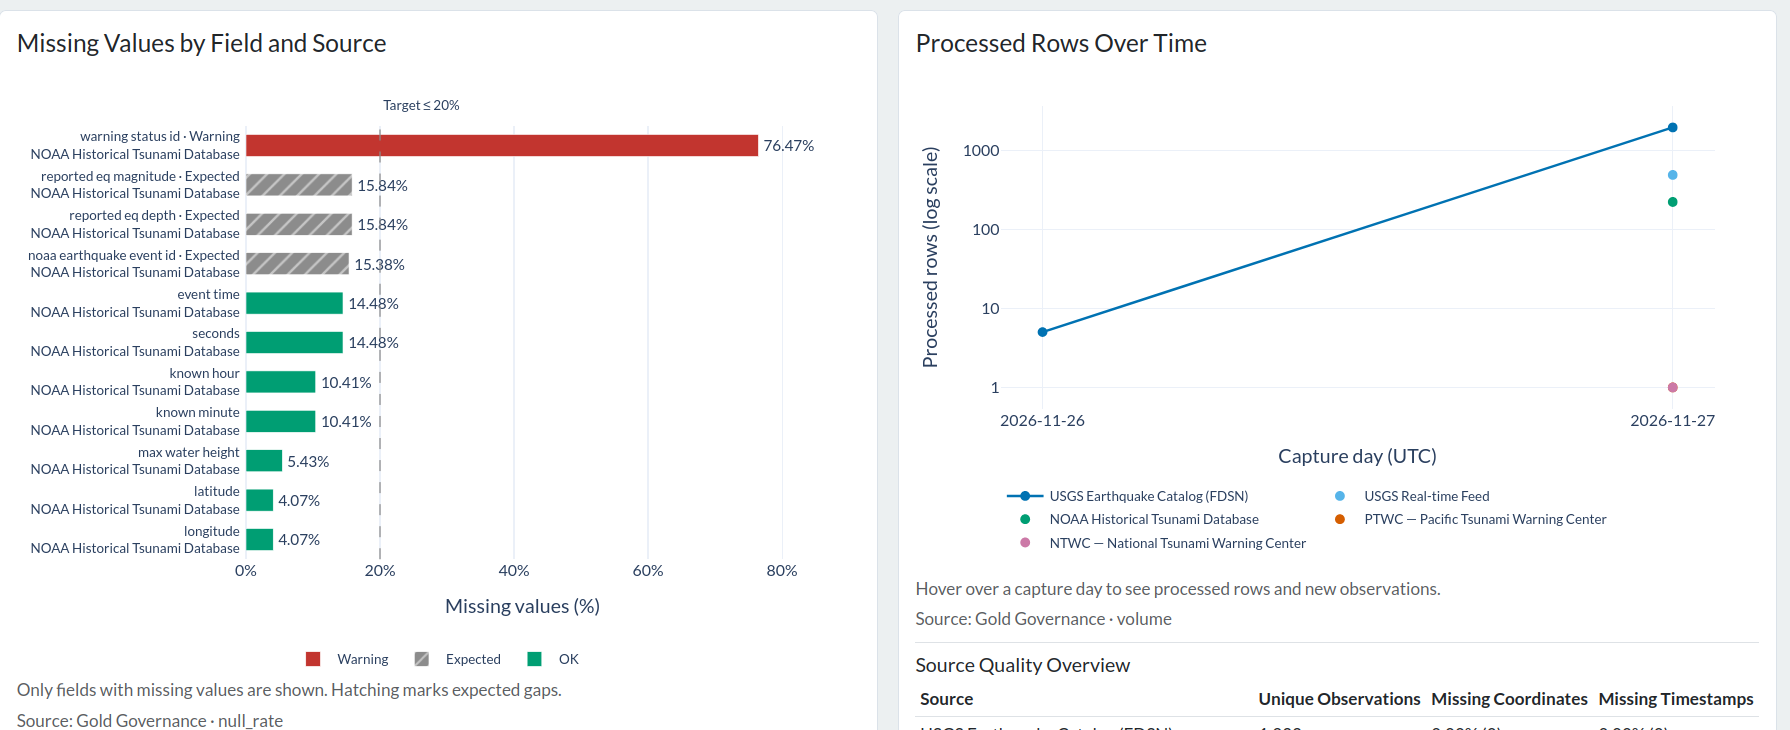 Missing Values by Field and Source
Target ≤ 20%
warning status id · Warning
NOAA Historical Tsunami Database
76.47%
reported eq magnitude · Expected
NOAA Historical Tsunami Database
15.84%
reported eq depth · Expected
NOAA Historical Tsunami Database
15.84%
noaa earthquake event id · Expected
NOAA Historical Tsunami Database
15.38%
event time
NOAA Historical Tsunami Database
14.48%
seconds
NOAA Historical Tsunami Database
14.48%
known hour
NOAA Historical Tsunami Database
10.41%
known minute
NOAA Historical Tsunami Database
10.41%
max water height
NOAA Historical Tsunami Database
5.43%
latitude
NOAA Historical Tsunami Database
4.07%
longitude
NOAA Historical Tsunami Database
4.07%
0% 20% 40% 60% 80%
Missing values (%)
Warning Expected OK
Only fields with missing values are shown. Hatching marks expected gaps.
Source: Gold Governance · null_rate
Processed Rows Over Time
Processed rows (log scale)
1000
100
10
1
2026-11-26 2026-11-27
Capture day (UTC)
USGS Earthquake Catalog (FDSN) USGS Real-time Feed
NOAA Historical Tsunami Database PTWC — Pacific Tsunami Warning Center
NTWC — National Tsunami Warning Center
Hover over a capture day to see processed rows and new observations.
Source: Gold Governance · volume
Source Quality Overview
Source Unique Observations Missing Coordinates Missing Timestamps